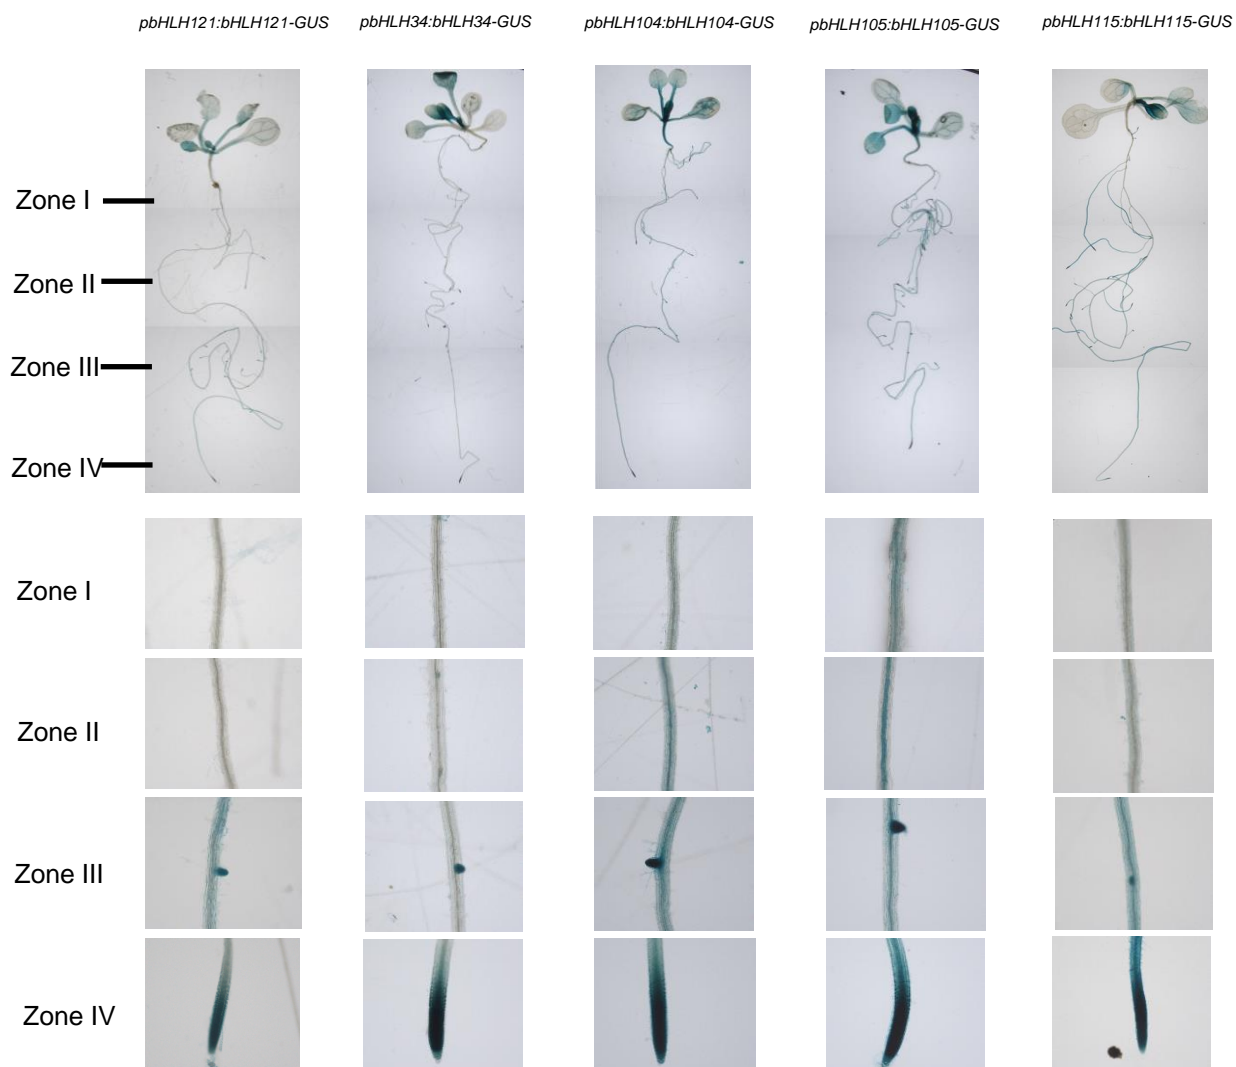 pbHLH121:bHLH121-GUS pbHLH34:bHLH34-GUS pbHLH104:bHLH104-GUS pbHLH105:bHLH105-GUS pbHLH115:bHLH115-GUS
Zone I
Zone II
Zone III
Zone IV
Zone I
Zone II
Zone III
Zone IV